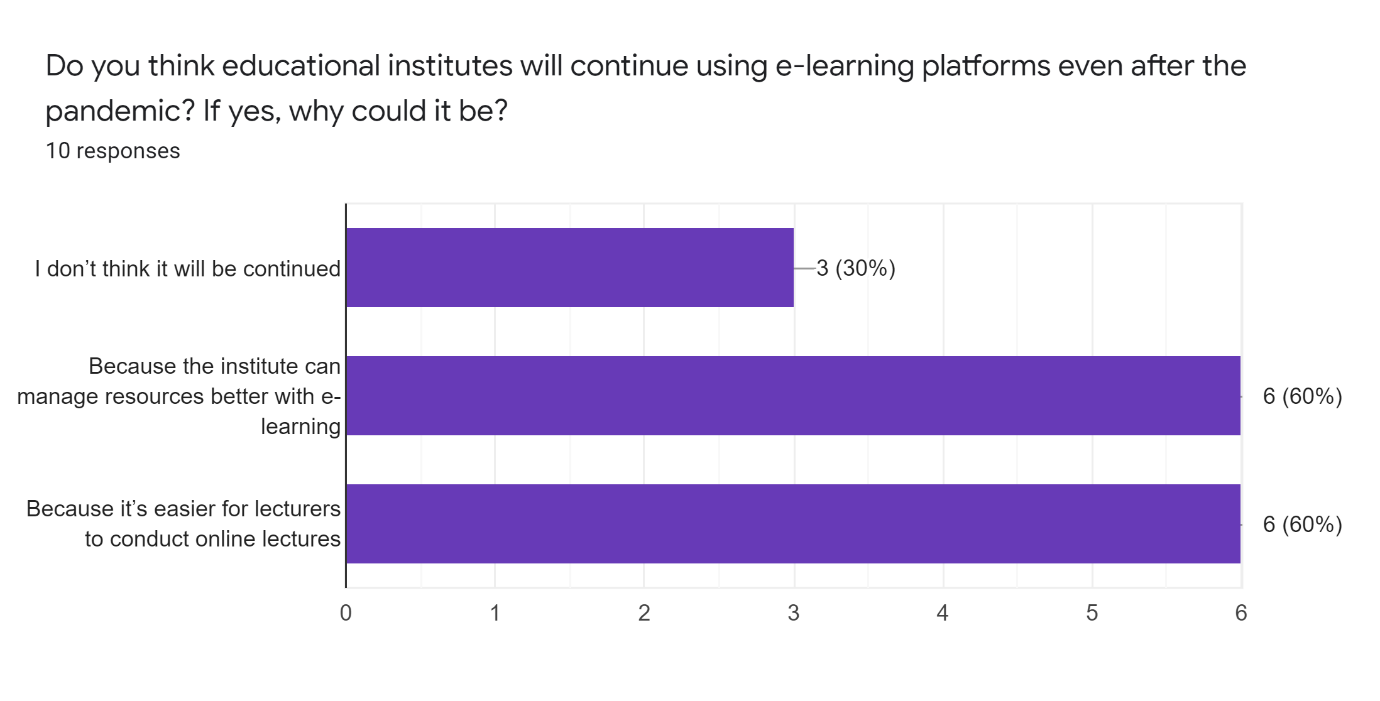 Do you think educational institutes will continue using e-learning platforms even after the
pandemic? If yes, why could it be?
10 responses
I don’t think it will be continued
3 (30%)
Because the institute can
manage resources better with e-
learning
6 (60%)
Because it’s easier for lecturers
to conduct online lectures
6 (60%)
0 1 2 3 4 5 6